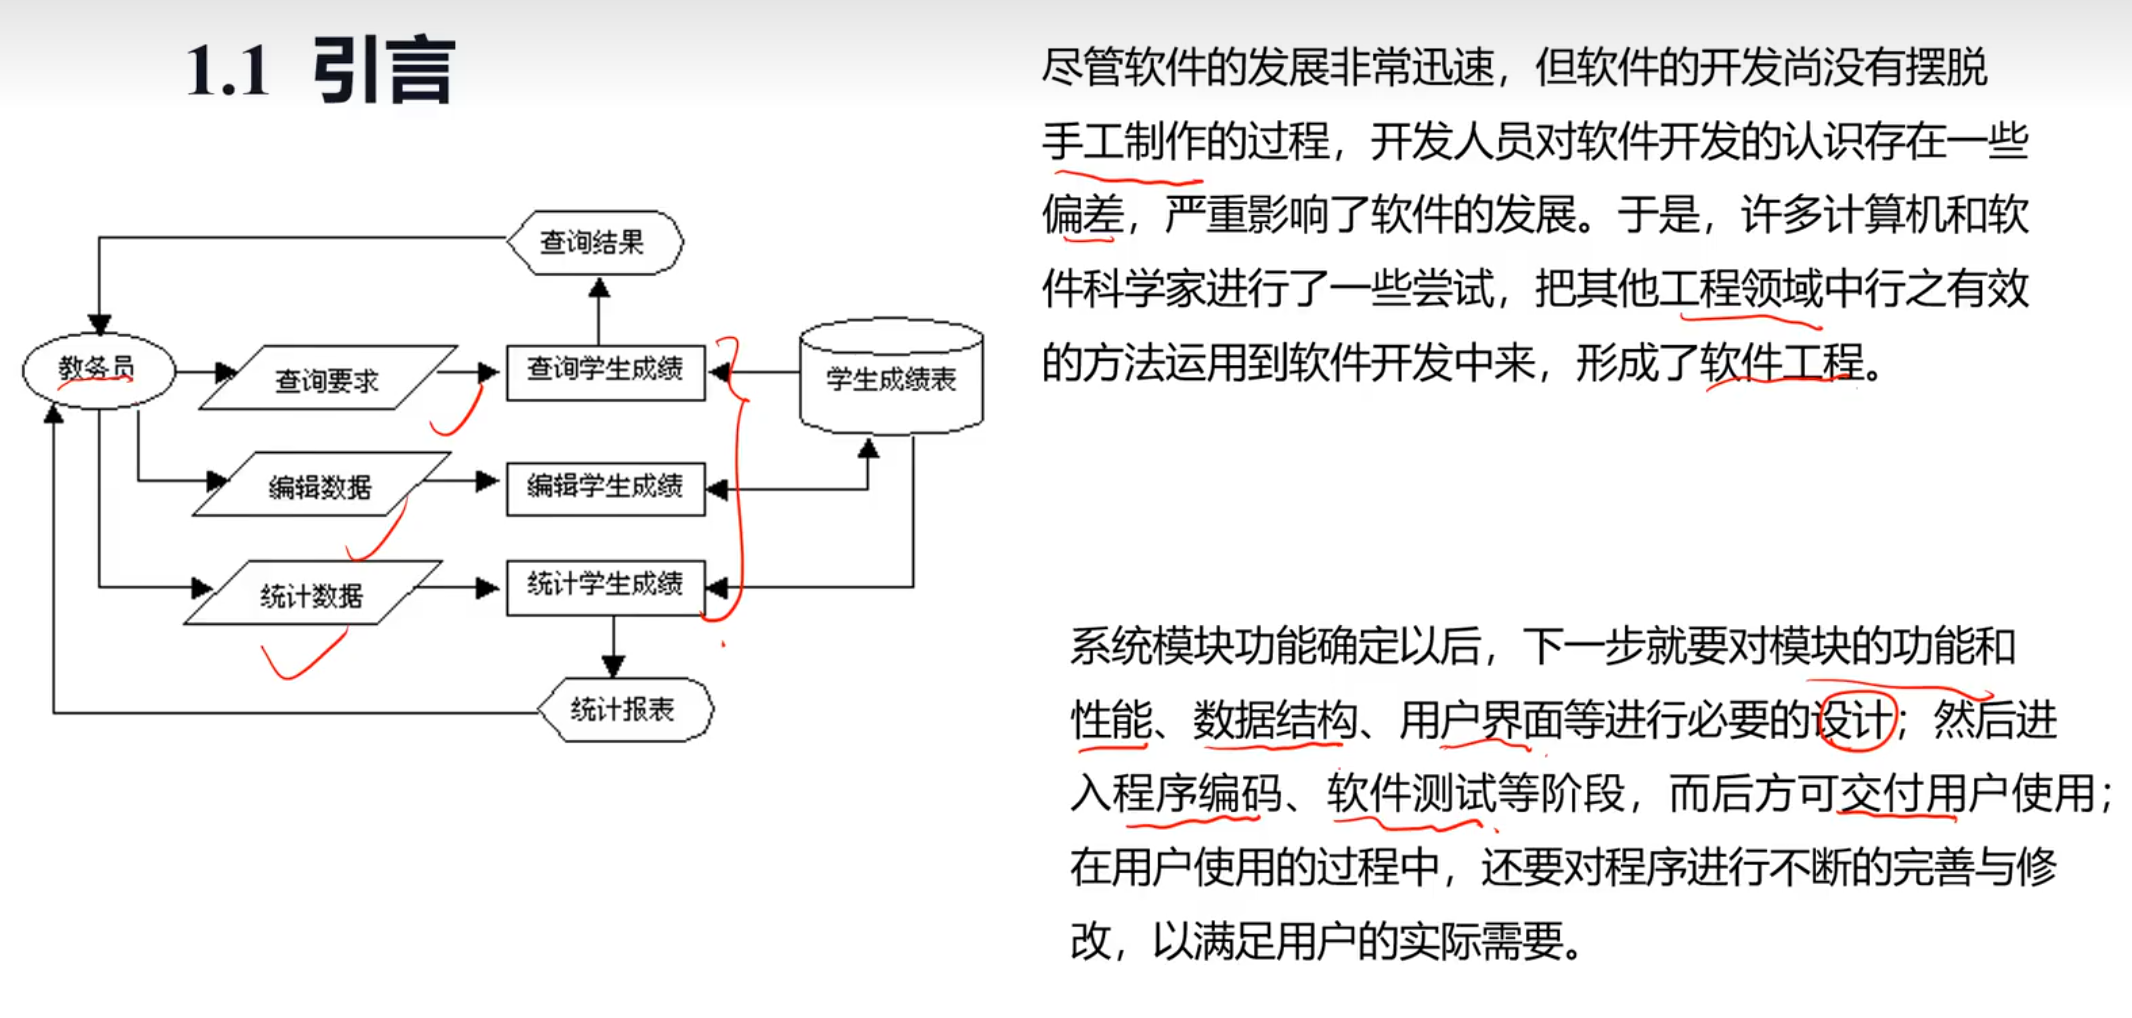 1.1 引言
尽管软件的发展非常迅速，但软件的开发尚没有摆脱
手工制作的过程，开发人员对软件开发的认识存在一些
偏差，严重影响了软件的发展。于是，许多计算机和软
件科学家进行了一些尝试，把其他工程领域中行之有效
的方法运用到软件开发中来，形成了软件工程。
查询结果
教务员
查询要求
查询学生成绩
学生成绩表
编辑数据
编辑学生成绩
统计数据
统计学生成绩
统计报表
系统模块功能确定以后，下一步就要对模块的功能和
性能、数据结构、用户界面等进行必要的设计；然后进
入程序编码、软件测试等阶段，而后方可交付用户使用；
在用户使用的过程中，还要对程序进行不断的完善与修
改，以满足用户的实际需要。